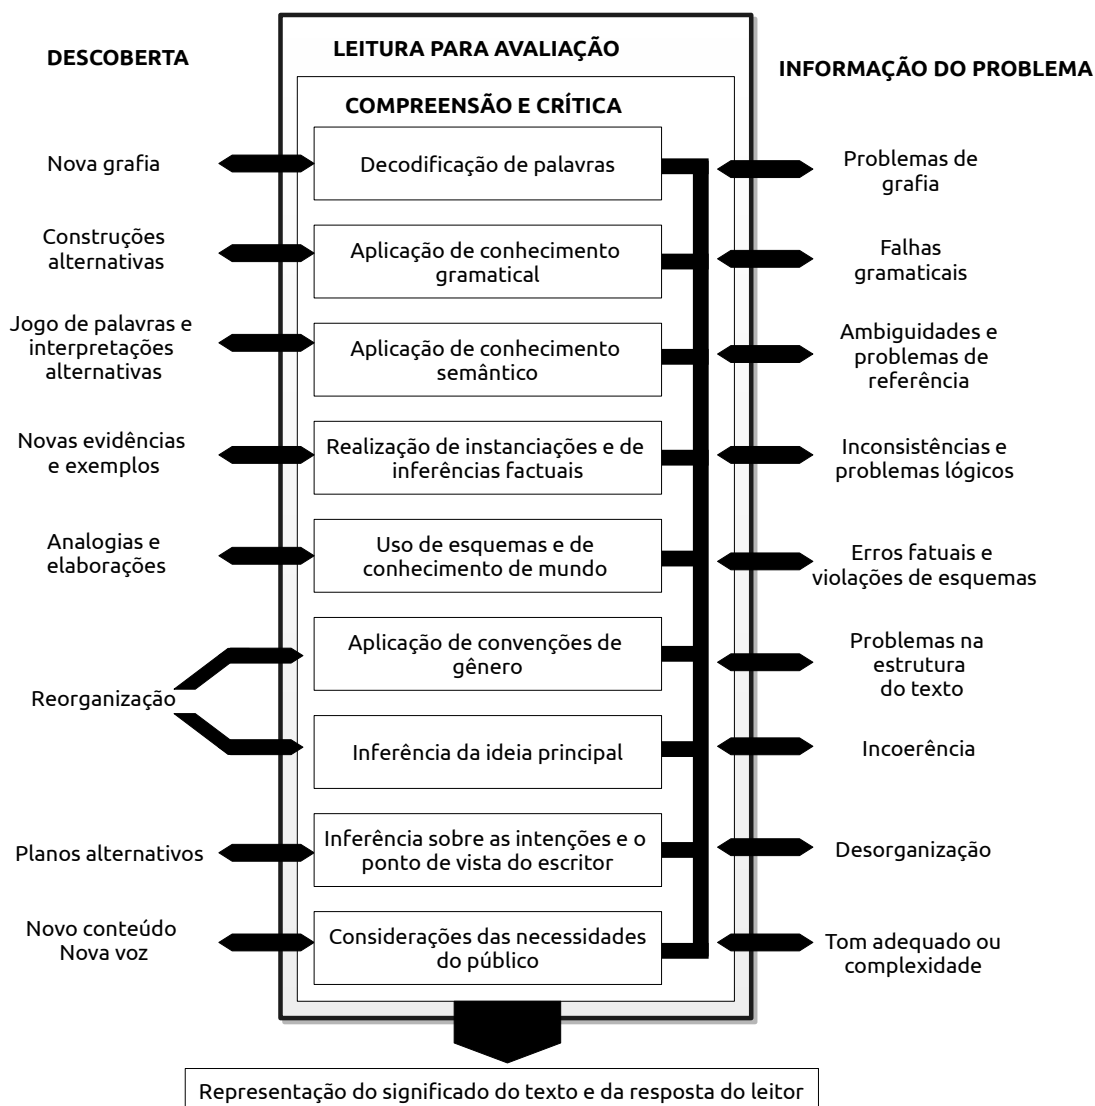 DESCOBERTA
LEITURA PARA AVALIAÇÃO
INFORMAÇÃO DO PROBLEMA
COMPREENSÃO E CRÍTICA
Nova grafia
Decodificação de palavras
Problemas de
grafia
Construções
alternativas
Aplicação de conhecimento
gramatical
Falhas
gramaticais
Jogo de palavras e
interpretações
alternativas
Aplicação de conhecimento
semântico
Ambiguidades e
problemas de
referência
Novas evidências
e exemplos
Realização de instanciações e de
inferências factuais
Inconsistências e
problemas lógicos
Analogias e
elaborações
Uso de esquemas e de
conhecimento de mundo
Erros fatuais e
violações de esquemas
Reorganização
Aplicação de convenções de
gênero
Problemas na
estrutura
do texto
Inferência da ideia principal
Incoerência
Planos alternativos
Inferência sobre as intenções e o
ponto de vista do escritor
Desorganização
Novo conteúdo
Nova voz
Considerações das necessidades
do público
Tom adequado ou
complexidade
Representação do significado do texto e da resposta do leitor